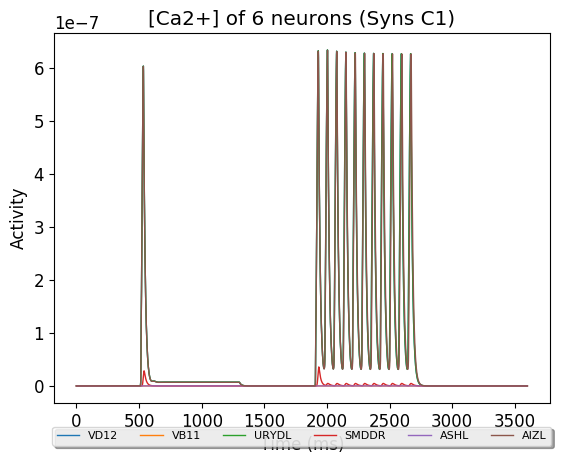 [Ca2+] of 6 neurons (Syns C1)
1e−7
6
5
4
3
2
1
0
Activity
0 500 1000 1500 2000 2500 3000 3500
Time (ms)
VD12 VB11 URYDL SMDDR ASHL AIZL